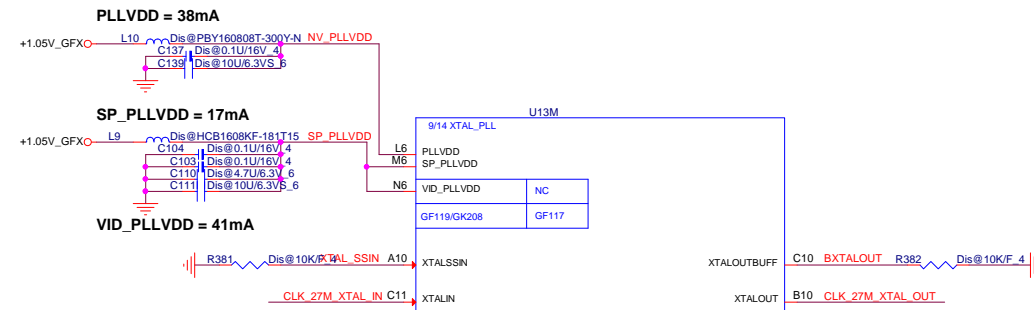 PLLVDD = 38mA
+1.05V_GFX L10 Dis@PBY160808T-300Y-N NV_PLLVDD
C137 Dis@0.1U/16V_4
C139 Dis@10U/6.3VS_6
SP_PLLVDD = 17mA
U13M
9/14 XTAL_PLL
+1.05V_GFX L9 Dis@HCB1608KF-181T15 SP_PLLVDD
C104 Dis@0.1U/16V_4
C103 Dis@0.1U/16V_4
C110 Dis@4.7U/6.3V_6
C111 Dis@10U/6.3VS_6
L6 PLLVDD
M6 SP_PLLVDD
N6 VID_PLLVDD NC
GF119/GK208 GF117
VID_PLLVDD = 41mA
R381 Dis@10K/F_4 XTAL_SSIN A10 XTALSSIN
XTALOUTBUFF C10 BXTALOUT R382 Dis@10K/F_4
CLK_27M_XTAL_IN C11 XTALIN
XTALOUT B10 CLK_27M_XTAL_OUT